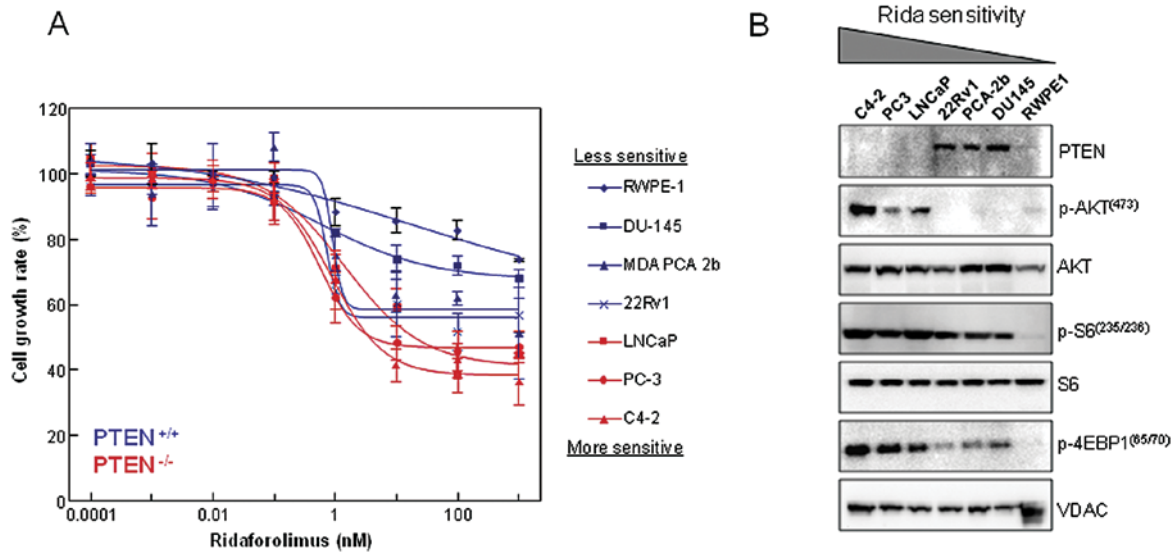 A
Cell growth rate (%)
120
100
80
60
40
20
0
0.0001
0.01
1
100
Ridaforolimus (nM)
PTEN+/+
PTEN-/-
Less sensitive
RWPE-1
DU-145
MDA PCA 2b
22Rv1
LNCaP
PC-3
C4-2
More sensitive
B
Rida sensitivity
C4-2
PC3
LNCaP
22Rv1
PCA-2b
DU145
RWPE1
PTEN
p-AKT(473)
AKT
p-S6(235/236)
S6
p-4EBP1(65/70)
VDAC